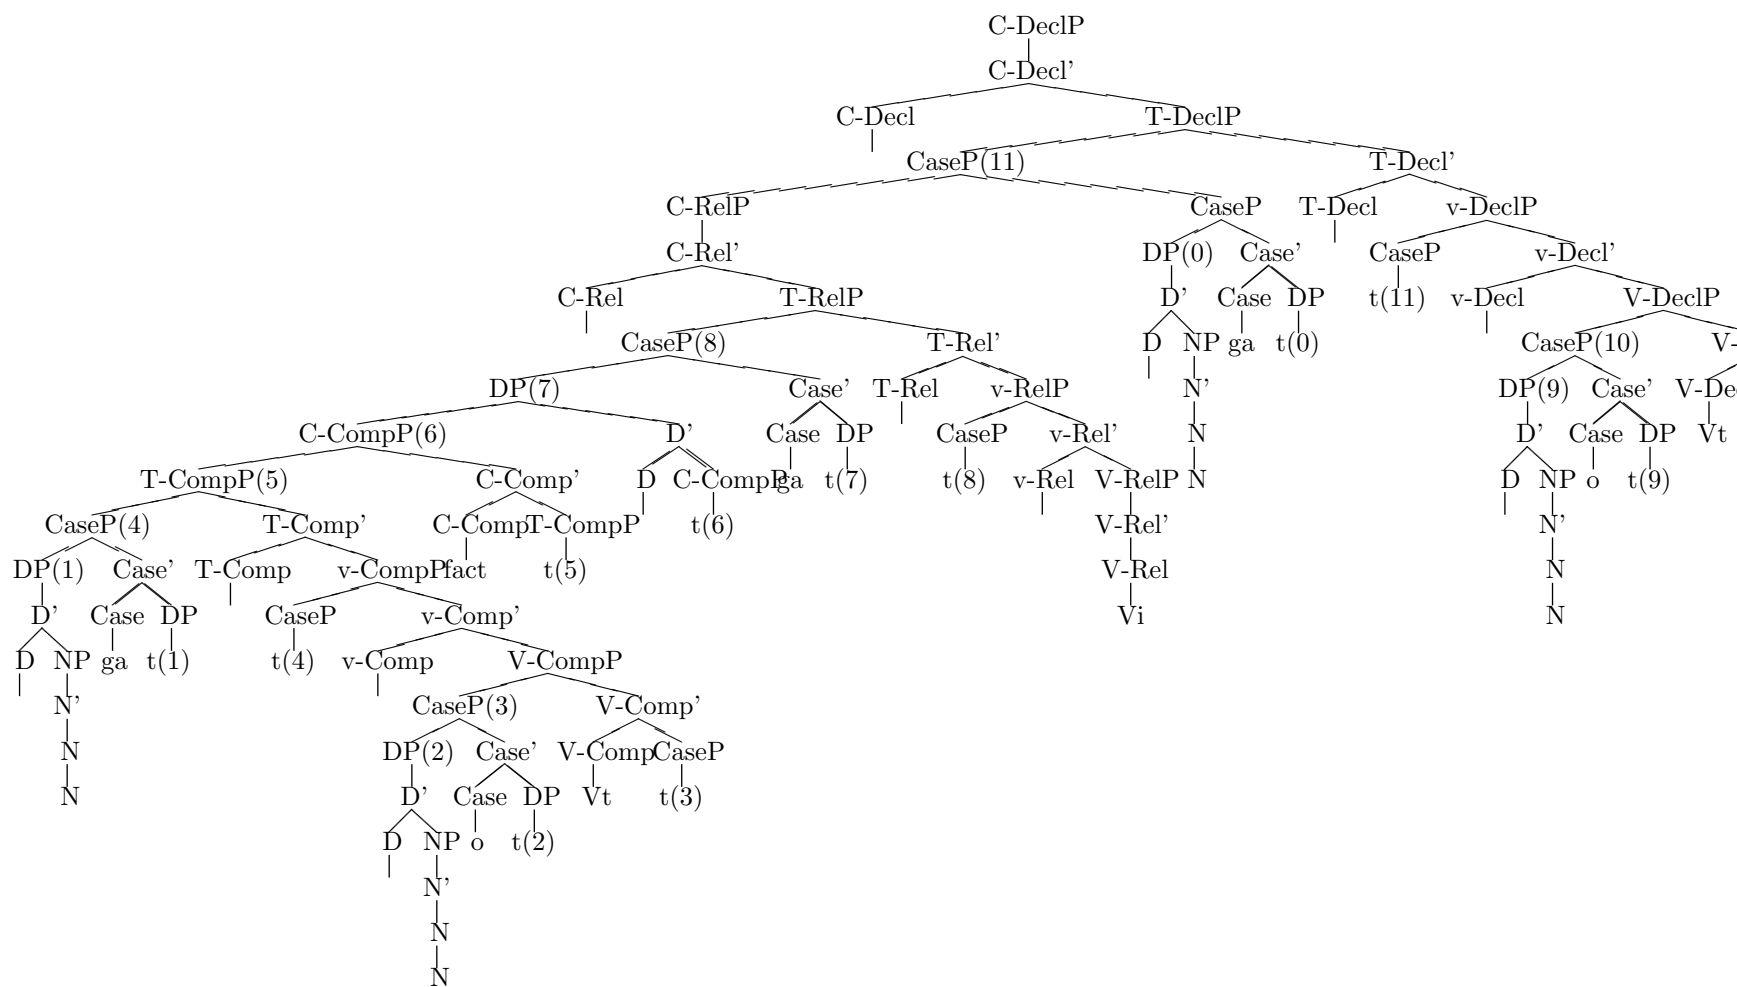 C-DeclP
C-Decl’
C-Decl T-DeclP
CaseP(11) T-Decl’
C-RelP CaseP T-Decl v-DeclP
C-Rel’ DP(0) Case’ CaseP v-Decl’
C-Rel T-RelP D’ Case DP t(11) v-Decl V-DeclP
CaseP(8) T-Rel’ D NP ga t(0) CaseP(10) V-
DP(7) Case’ T-Rel v-RelP N’ DP(9) Case’ V-Dec
C-CompP(6) D’ Case DP CaseP v-Rel’ N D’ Case DP Vt
T-CompP(5) C-Comp’ D C-CompP ga t(7) t(8) v-Rel V-RelP N D NP o t(9)
CaseP(4) T-Comp’ C-Comp T-CompP t(6) V-Rel’ N’
DP(1) Case’ T-Comp v-CompP fact t(5) V-Rel N
D’ Case DP CaseP v-Comp’ Vi N
D NP ga t(1) t(4) v-Comp V-CompP
N’ CaseP(3) V-Comp’
N DP(2) Case’ V-Comp CaseP
N D’ Case DP Vt t(3)
D NP o t(2)
N’
N
N